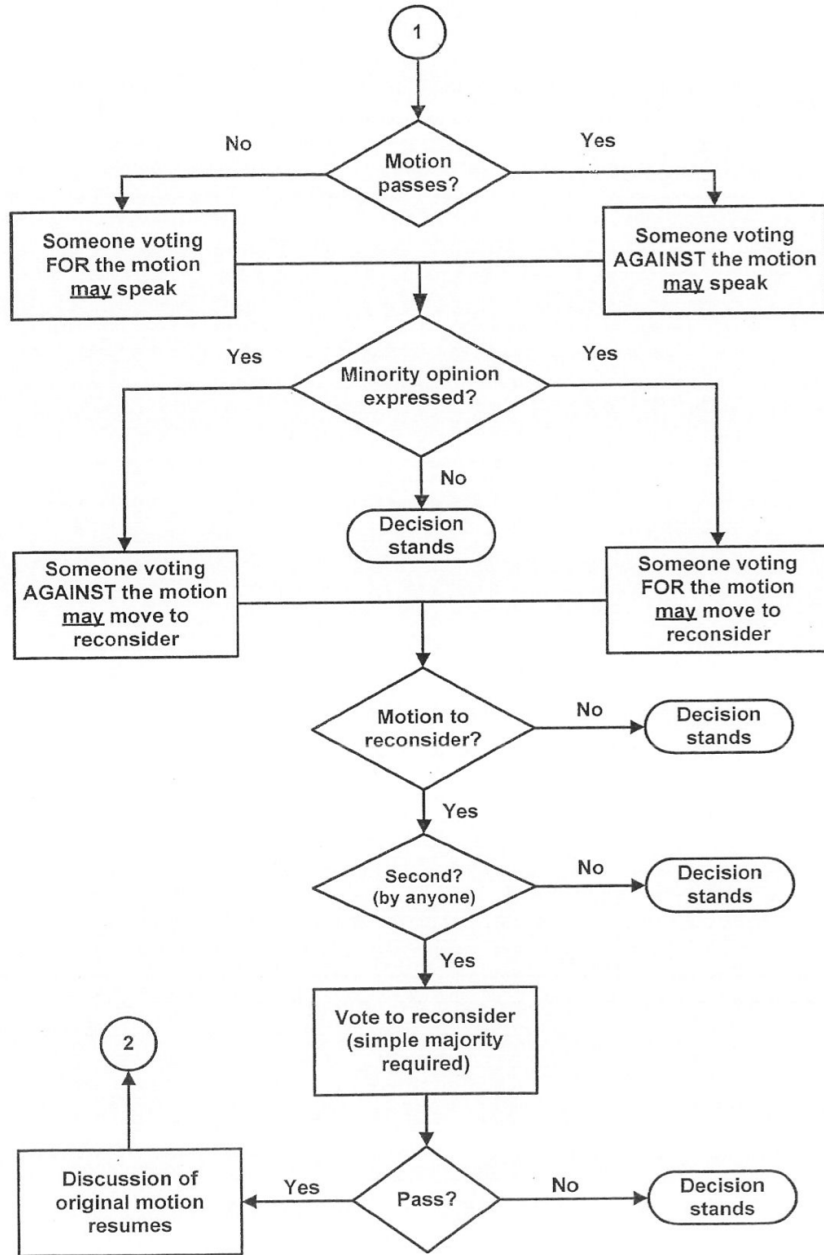 1
No
Yes
Motion
passes?
Someone voting
FOR the motion
may speak
Someone voting
AGAINST the motion
may speak
Yes
Yes
Minority opinion
expressed?
No
Decision
stands
Someone voting
AGAINST the motion
may move to
reconsider
Someone voting
FOR the motion
may move to
reconsider
Motion to
reconsider?
No
Decision
stands
Yes
Second?
(by anyone)
No
Decision
stands
Yes
Vote to reconsider
(simple majority
required)
2
Discussion of
original motion
resumes
Yes
Pass?
No
Decision
stands